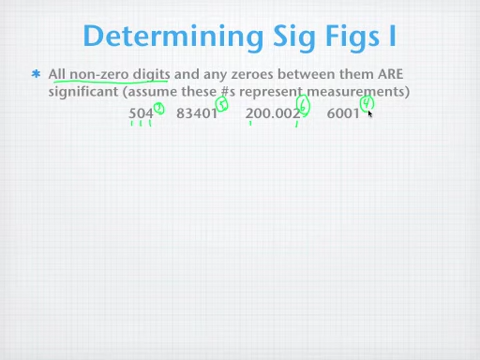 Determining Sig Figs I
✱ All non-zero digits and any zeroes between them ARE
significant (assume these #s represent measurements)
504 83401 5 200.002 6 6001 4